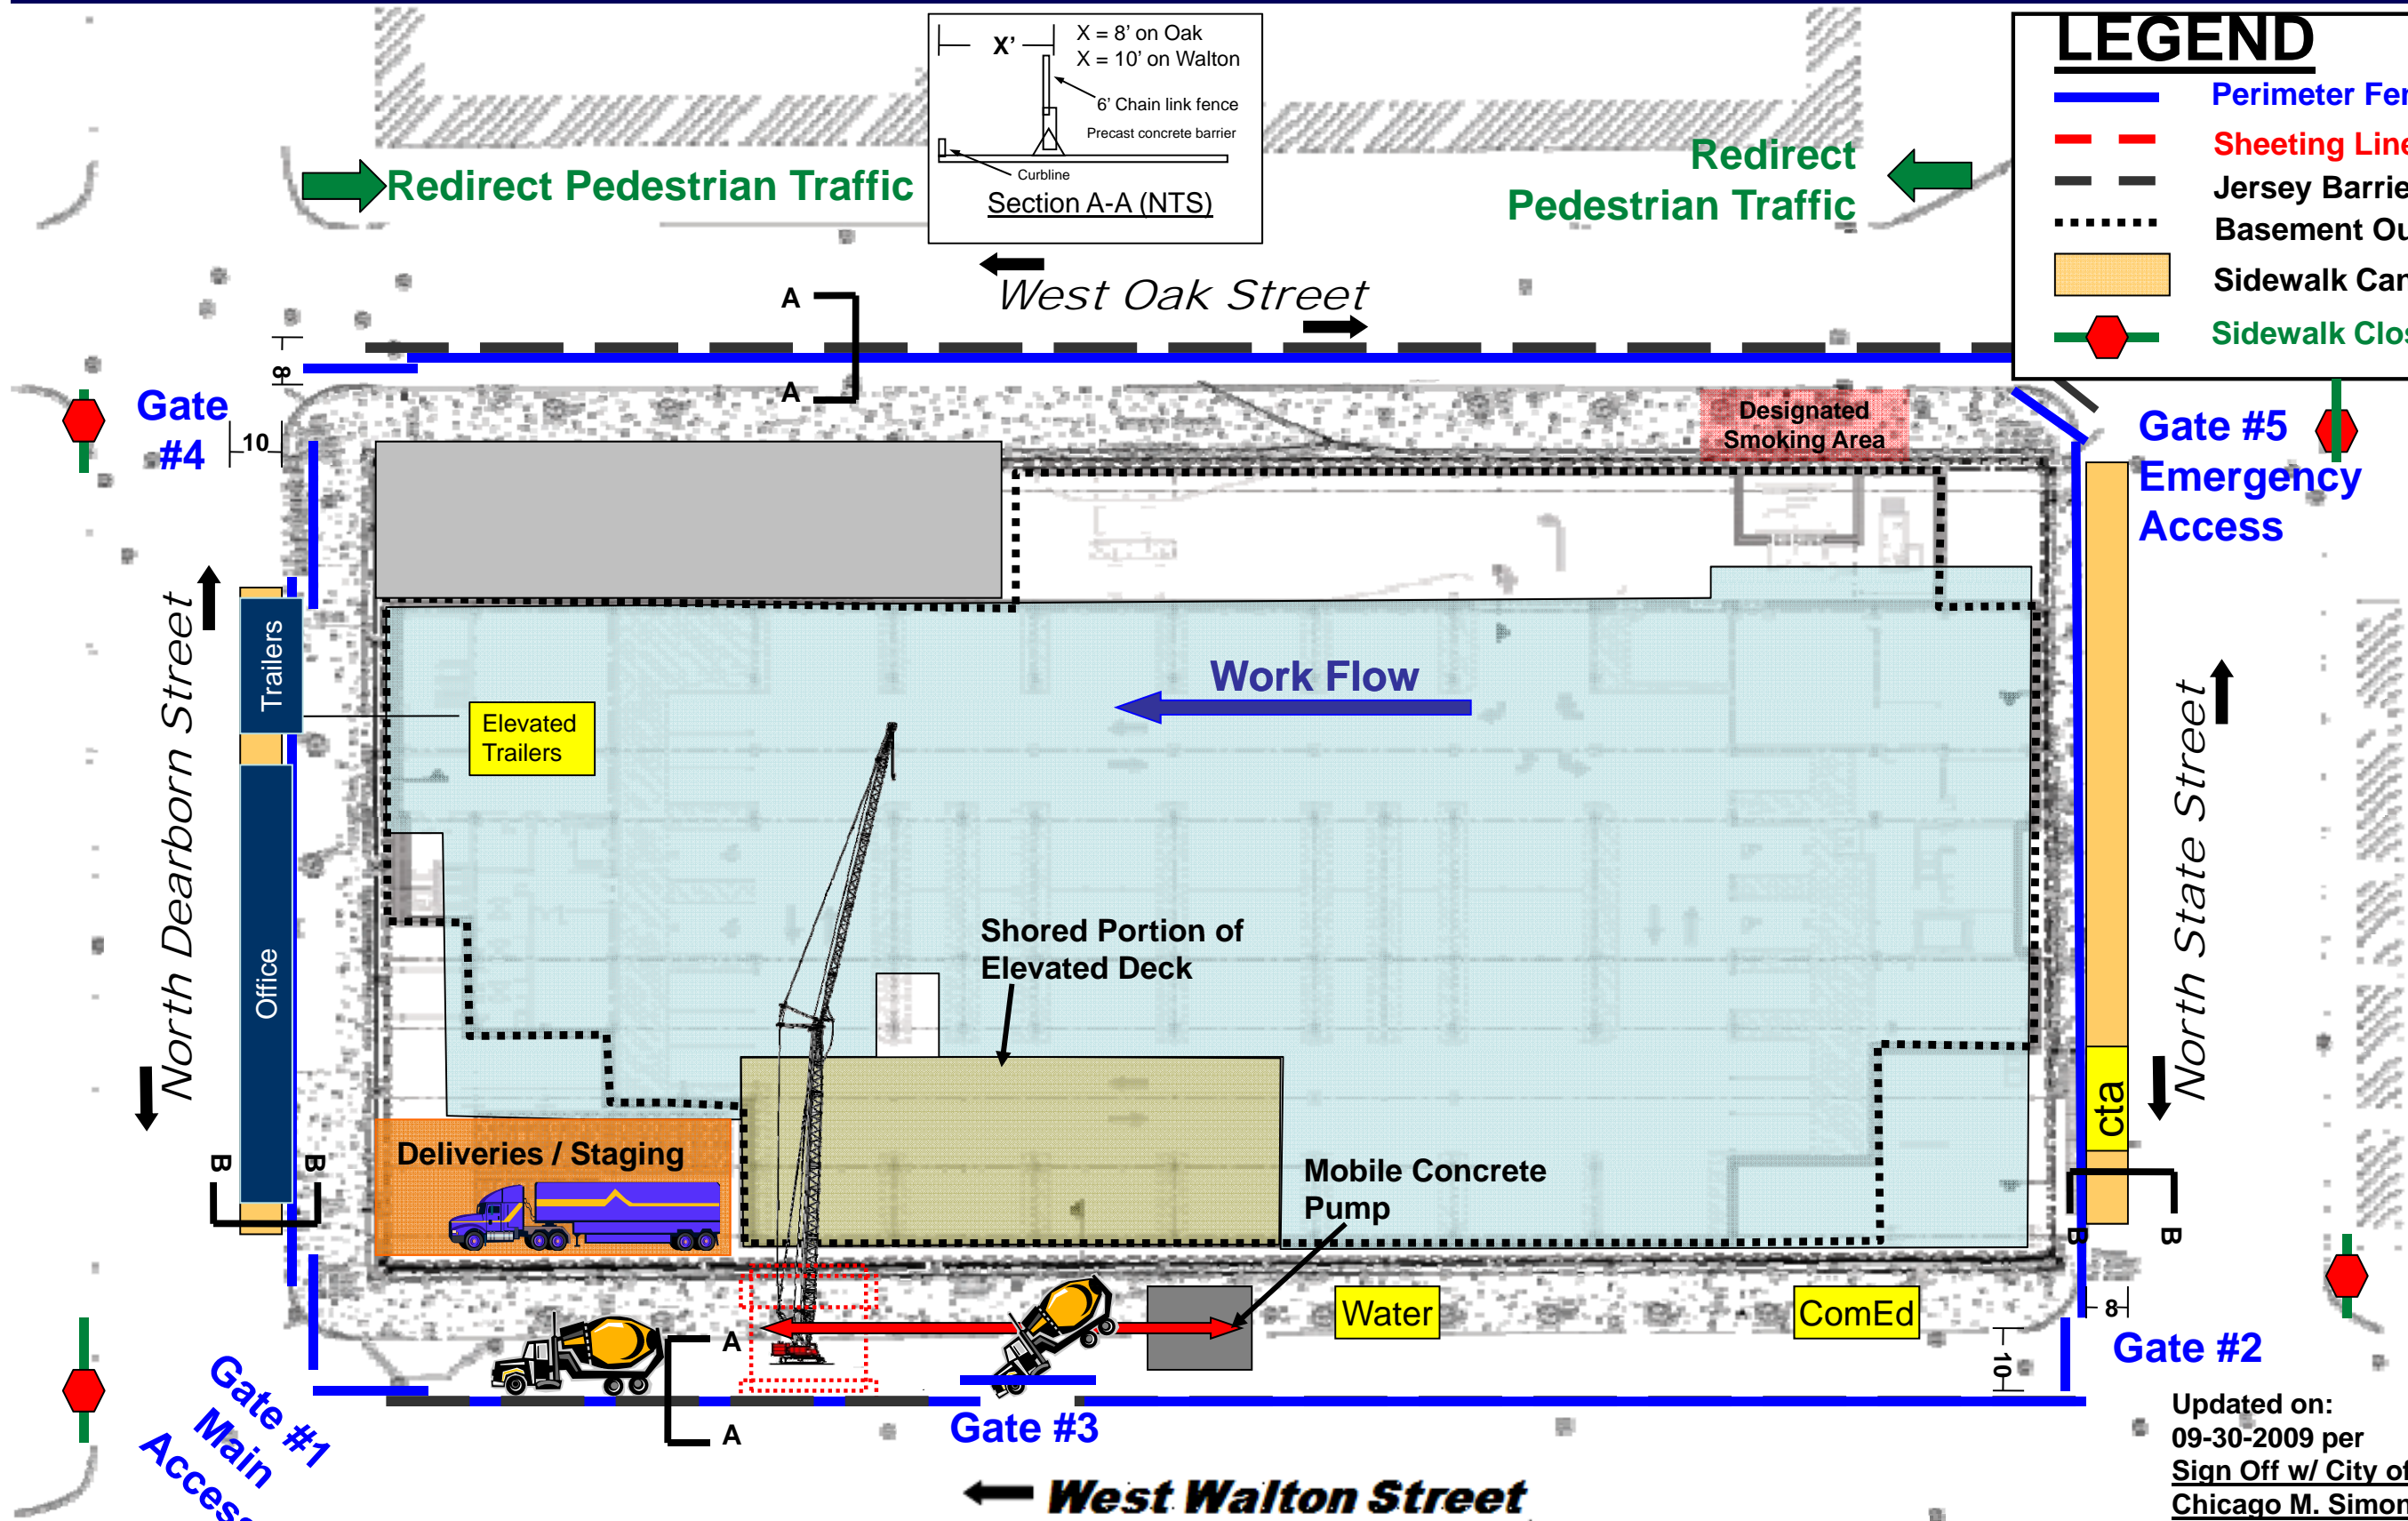 X'
X = 8' on Oak
X = 10' on Walton
6' Chain link fence
Precast concrete barrier
Curbline
Section A-A (NTS)
LEGEND
Perimeter Fen
Sheeting Line
Jersey Barrie
Basement Ou
Sidewalk Can
Sidewalk Clos
Redirect Pedestrian Traffic
Redirect
Pedestrian Traffic
West Oak Street
A
A
8
10
Gate
#4
Designated
Smoking Area
Gate #5
Emergency
Access
North Dearborn Street
Trailers
Office
Elevated
Trailers
Work Flow
North State Street
Shored Portion of
Elevated Deck
cta
Deliveries / Staging
B
B
Mobile Concrete
Pump
B
B
Water
ComEd
8
10
A
A
Gate #1
Main
Access
Gate #3
Gate #2
West Walton Street
Updated on:
09-30-2009 per
Sign Off w/ City of
Chicago M. Simon